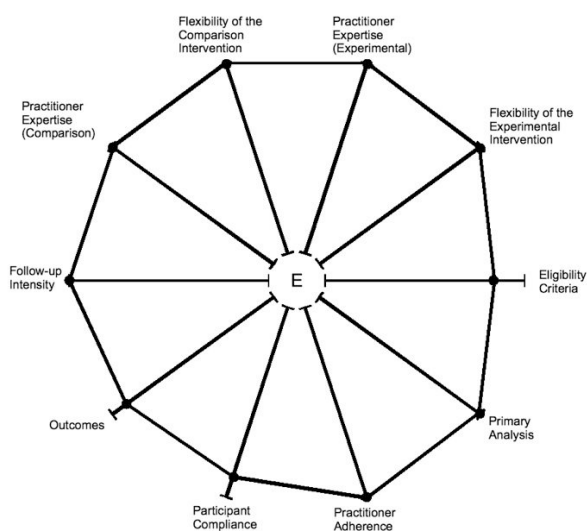 Flexibility of the
Comparison
Intervention
Practitioner
Expertise
(Experimental)
Practitioner
Expertise
(Comparison)
Flexibility of the
Experimental
Intervention
Follow-up
Intensity
E
Eligibility
Criteria
Outcomes
Primary
Analysis
Participant
Compliance
Practitioner
Adherence